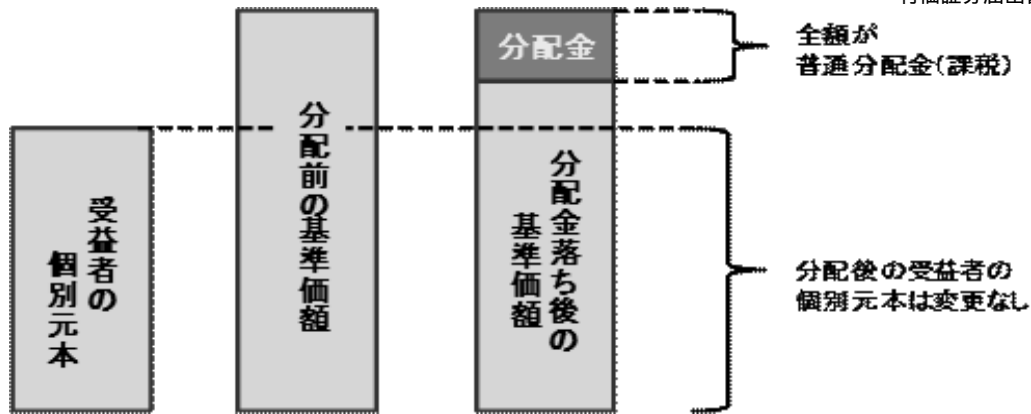 分配金
全額が
普通分配金(課税)
受益者の
個別元本
分配前の基準価額
分配金落ち後の
基準価額
分配後の受益者の
個別元本は変更なし